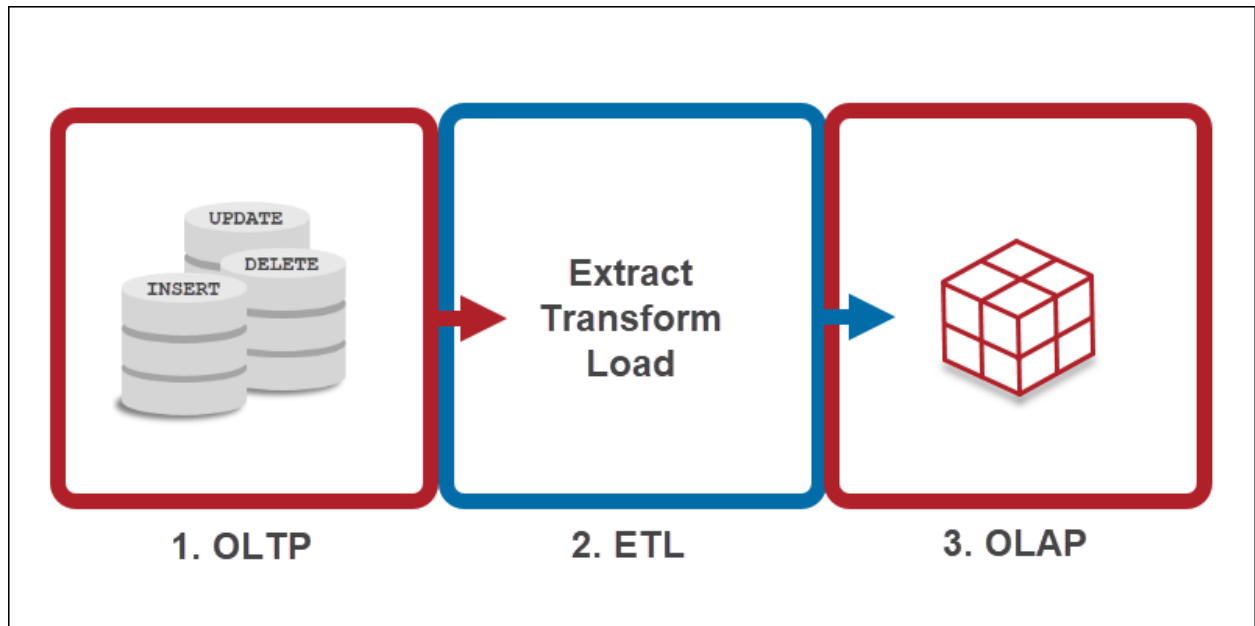 UPDATE
DELETE
INSERT
Extract
Transform
Load
1. OLTP
2. ETL
3. OLAP